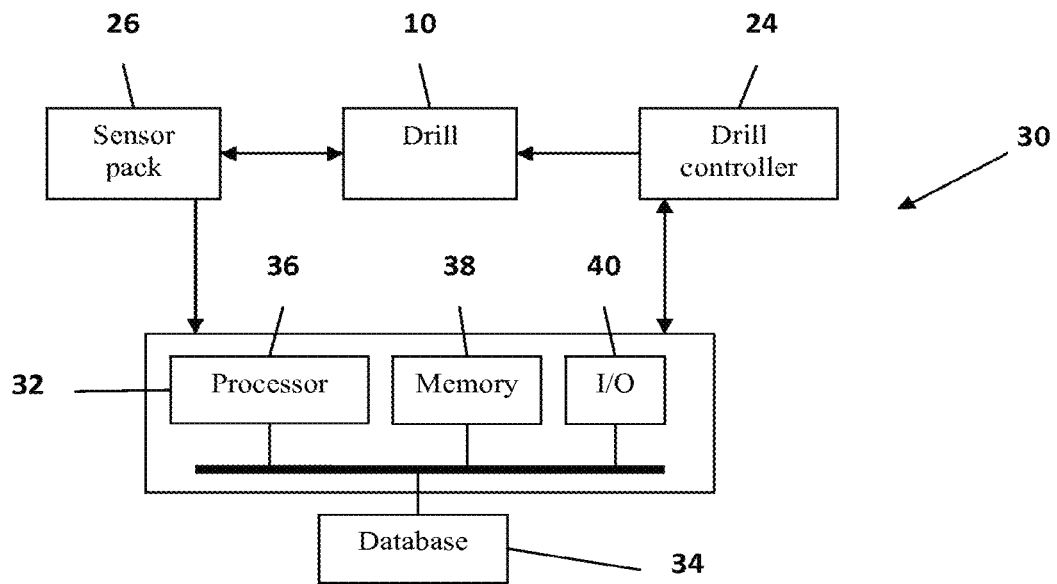 26
10
24
Sensor
pack
Drill
Drill
controller
30
36
38
40
32
Processor
Memory
I/O
Database
34